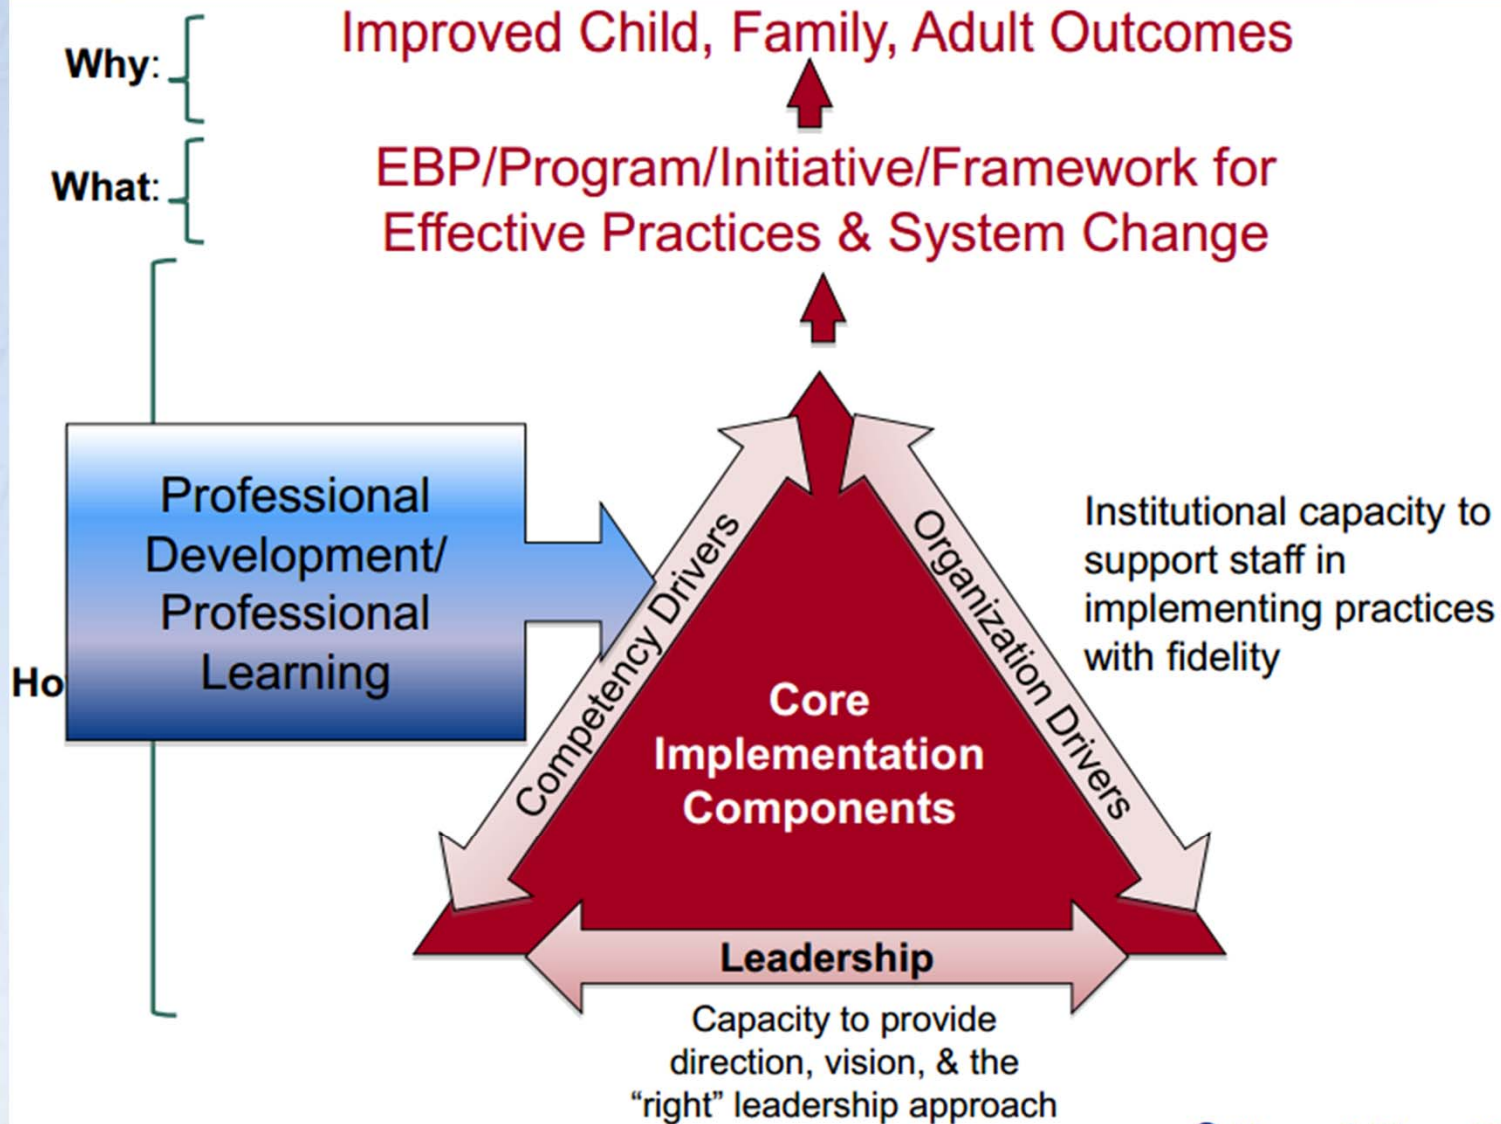 Why:
Improved Child, Family, Adult Outcomes
What:
EBP/Program/Initiative/Framework for
Effective Practices & System Change
Professional
Development/
Professional
Learning
Ho
Competency Drivers
Organization Drivers
Institutional capacity to
support staff in
implementing practices
with fidelity
Core
Implementation
Components
Leadership
Capacity to provide
direction, vision, & the
“right” leadership approach